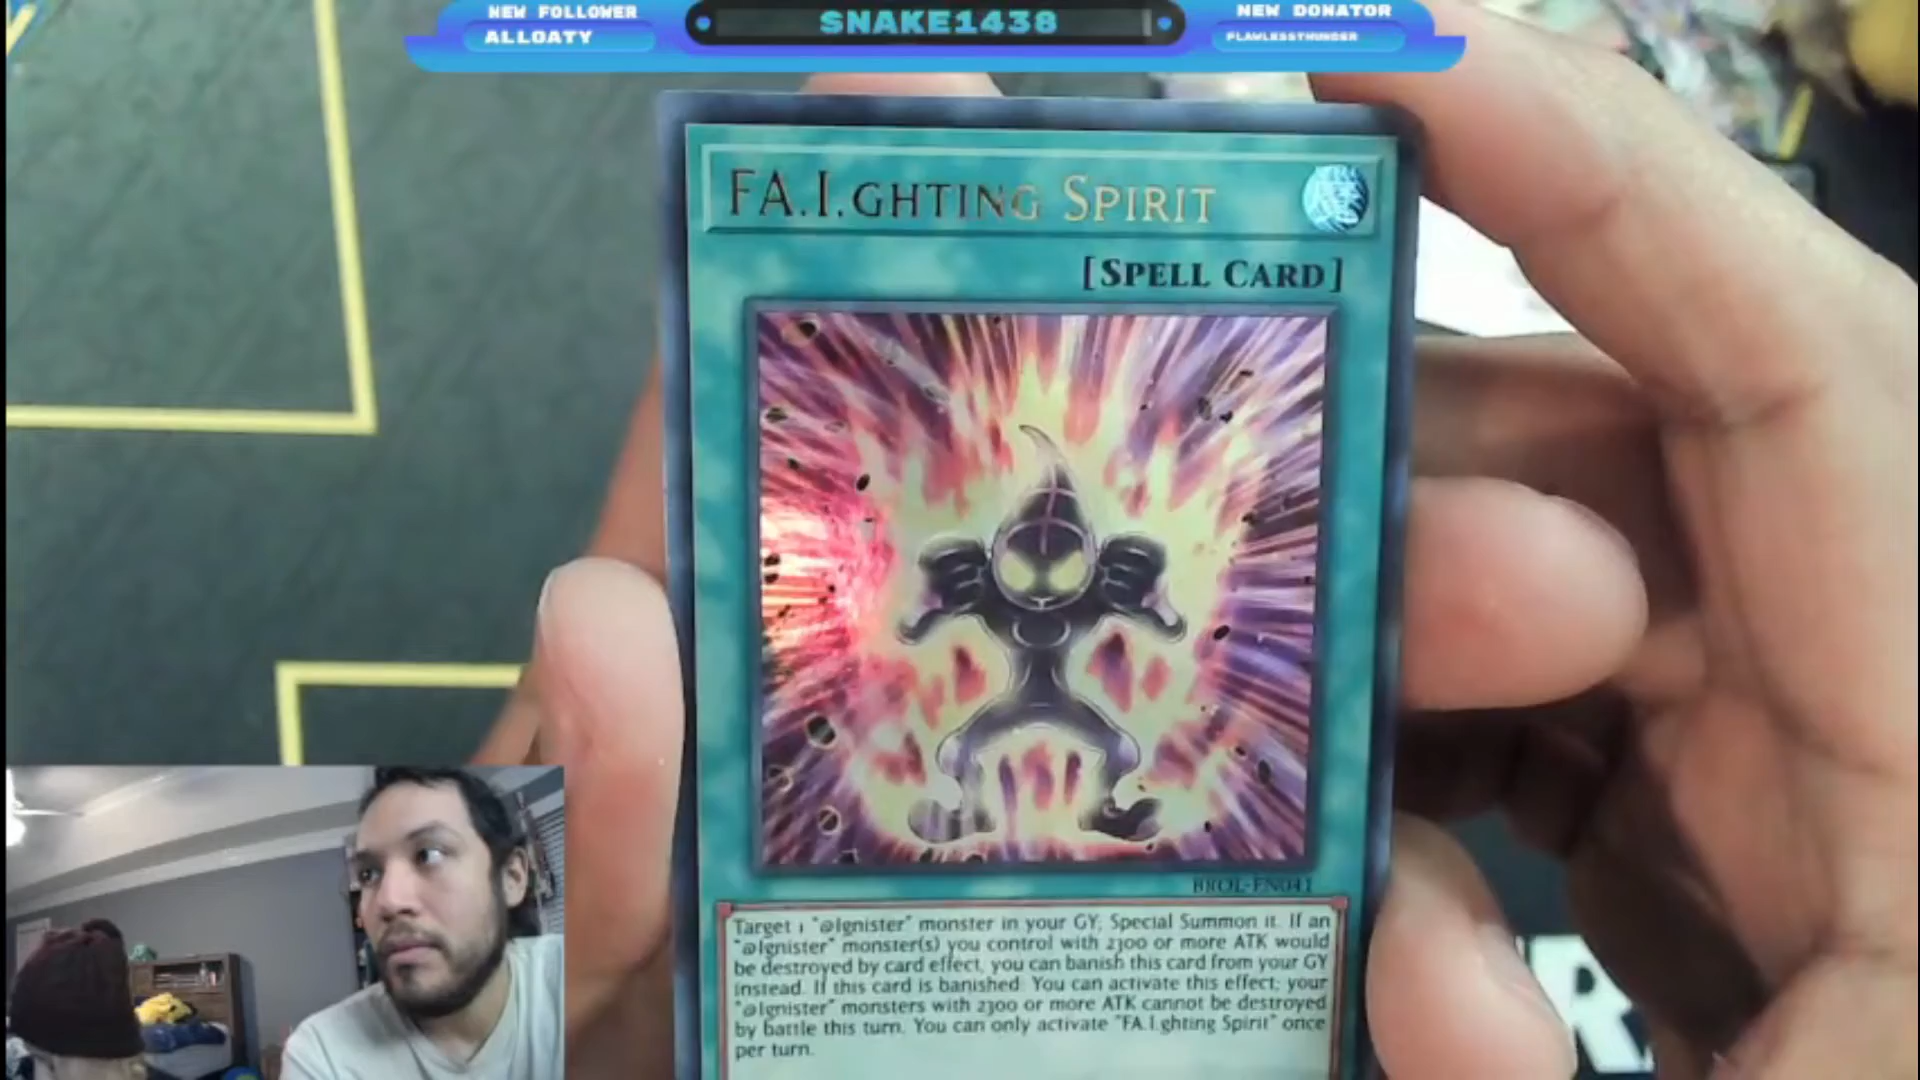 NEW FOLLOWER
ALLOATY
SNAKE1438
NEW DONATOR
FLAWLESSTHUNDER
FA.I.GHTING SPIRIT
[SPELL CARD]
BROL-EN041
Target 1 "@Ignister" monster in your GY; Special Summon it. If an
"@Ignister" monster(s) you control with 2300 or more ATK would
be destroyed by card effect, you can banish this card from your GY
instead. If this card is banished: You can activate this effect; your
"@Ignister" monsters with 2300 or more ATK cannot be destroyed
by battle this turn. You can only activate "FA.I.ghting Spirit" once
per turn.